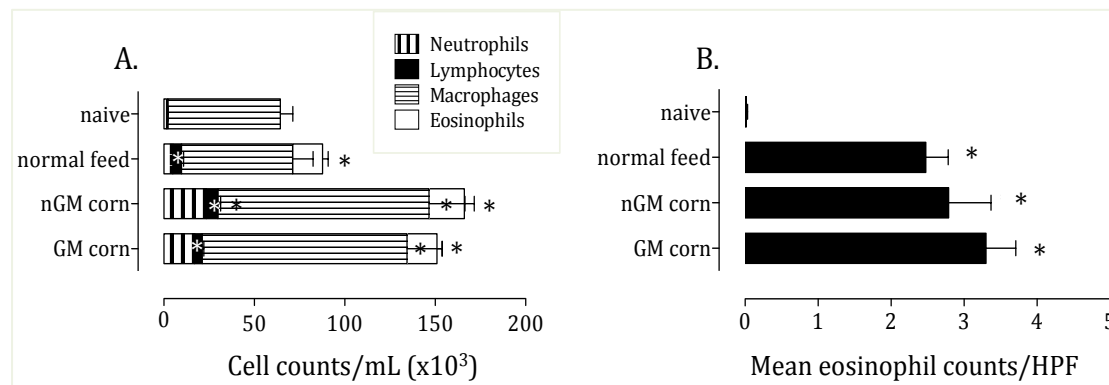 A.
Neutrophils
Lymphocytes
Macrophages
Eosinophils
naive
normal feed
* *
nGM corn
* * * *
GM corn
* * *
0 50 100 150 200
Cell counts/mL (x10³)
B.
naive
normal feed
*
nGM corn
*
GM corn
*
0 1 2 3 4 5
Mean eosinophil counts/HPF